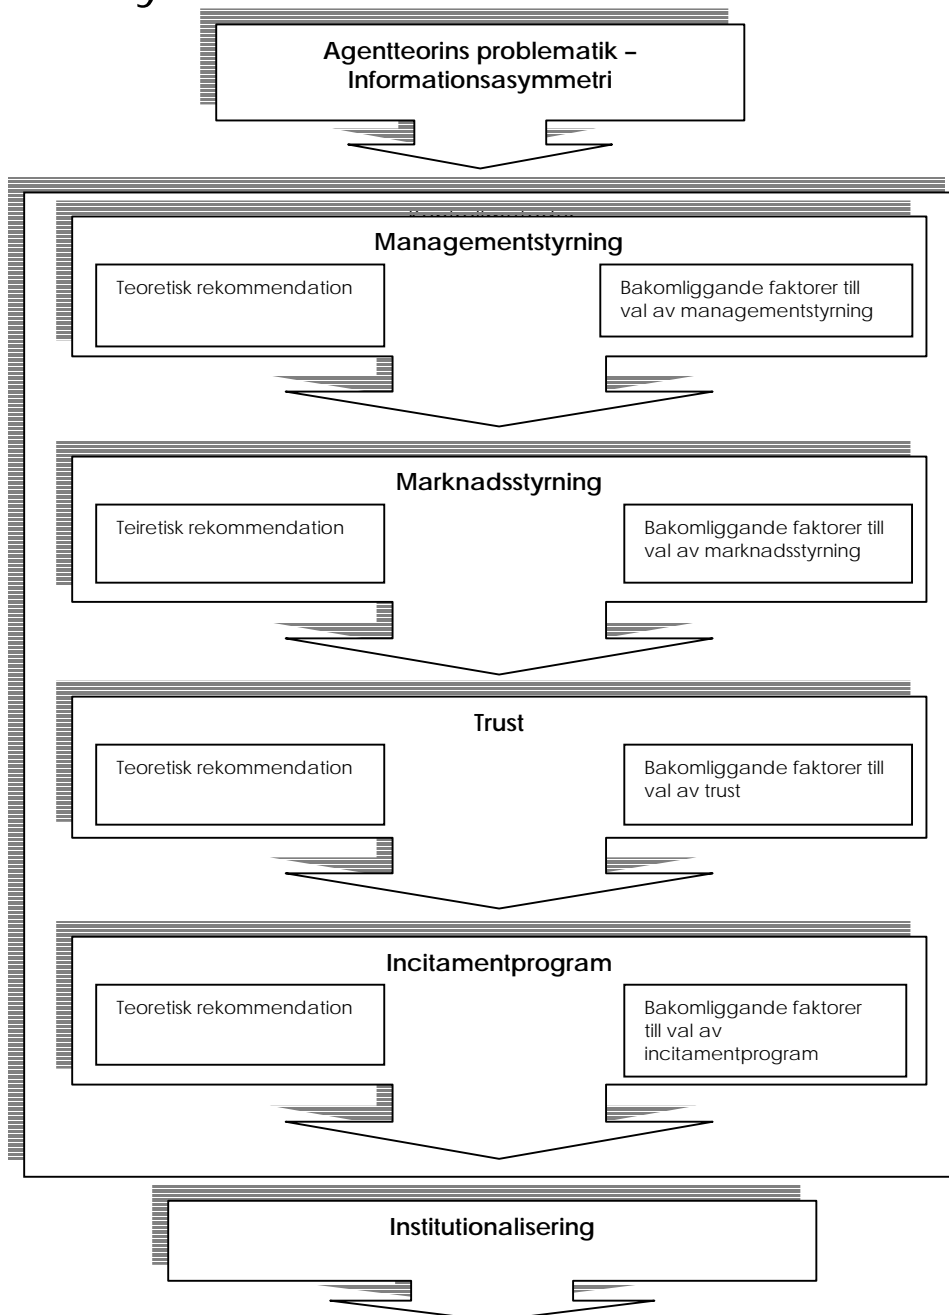 Agentteorins problematik –
Informationsasymmetri
Managementstyrning
Teoretisk rekommendation
Bakomliggande faktorer till
val av managementstyrning
Marknadsstyrning
Teiretisk rekommendation
Bakomliggande faktorer till
val av marknadsstyrning
Trust
Teoretisk rekommendation
Bakomliggande faktorer till
val av trust
Incitamentprogram
Teoretisk rekommendation
Bakomliggande faktorer
till val av
incitamentprogram
Institutionalisering